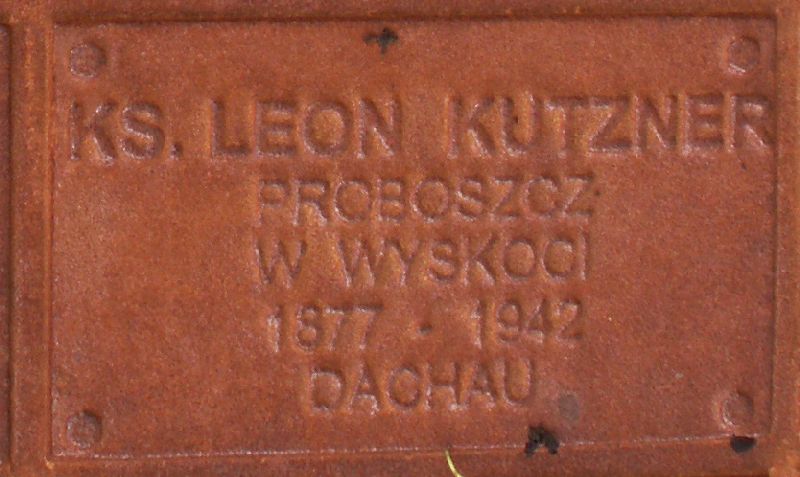 KS. LEON KUTZNER
PROBOSZCZ
W WYSKOCI
1877 - 1942
DACHAU